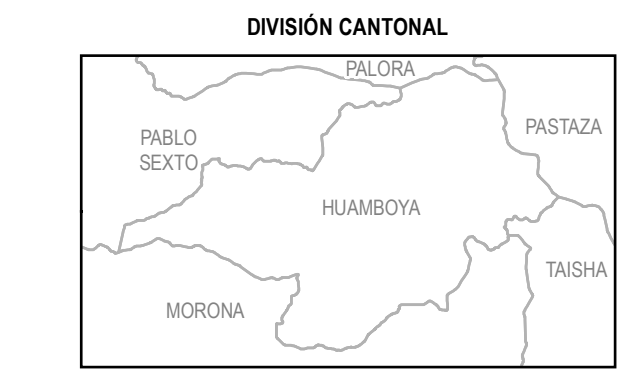 DIVISIÓN CANTONAL
PALORA
PASTAZA
PABLO
SEXTO
HUAMBOYA
TAISHA
MORONA